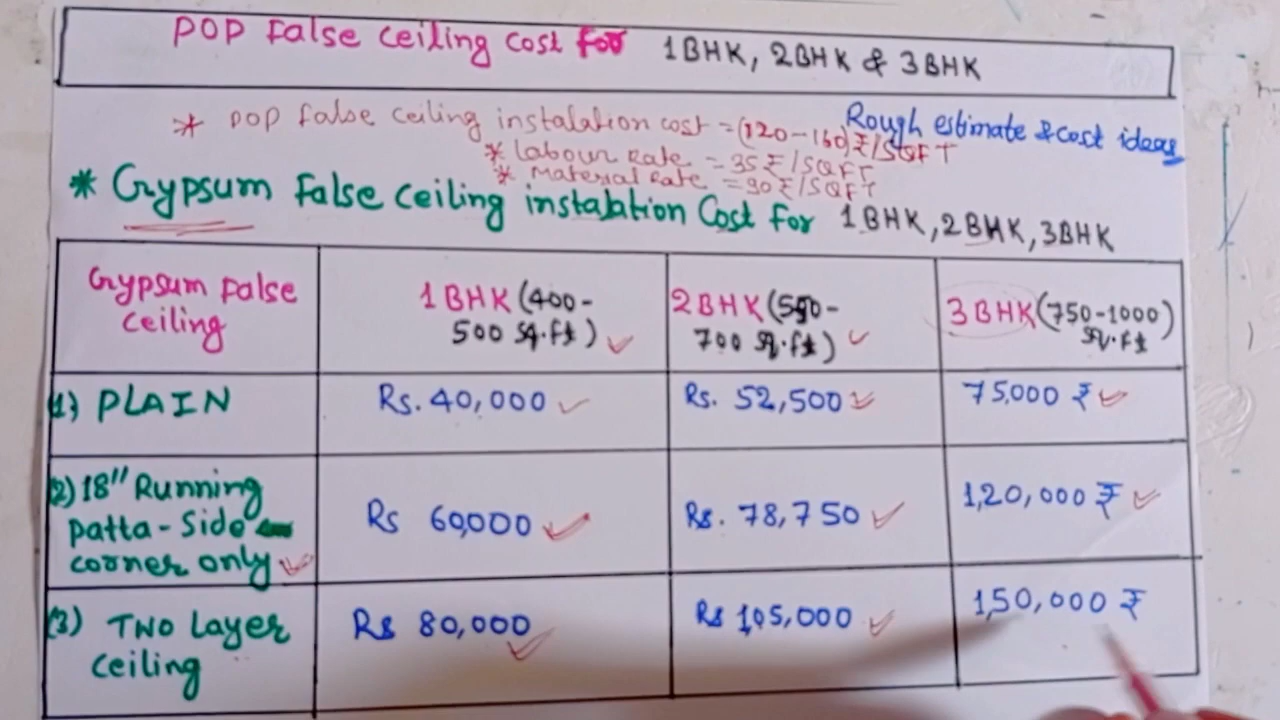 POP False ceiling cost for 1BHK, 2BHK & 3BHK
Rough estimate & cost ideas
* POP false ceiling instalation cost = (120-160)₹/SQFT
* Labour Rate = 35 ₹/SQFT
* Material Rate = 90 ₹/SQFT
* Gypsum False Ceiling instalation Cost For 1BHK, 2BHK, 3BHK
Gypsum False
ceiling
1BHK (400-
500 sq.ft)
2BHK (550-
700 sq.ft)
3BHK (750-1000)
sq.ft
1) PLAIN
Rs. 40,000
Rs. 52,500
75,000 ₹
2) 18" Running
patta - Side
corner only
Rs 60,000
Rs. 78,750
1,20,000 ₹
(3) TWO Layer
ceiling
Rs 80,000
Rs 1,05,000
1,50,000 ₹